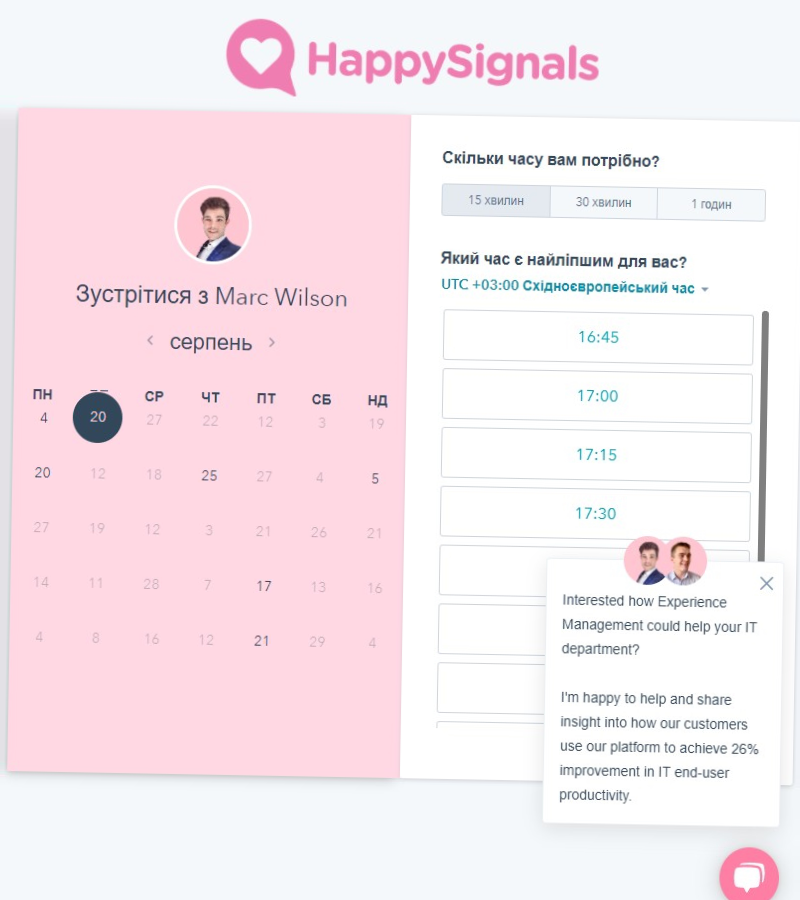 HappySignals
Зустрітися з Marc Wilson
серпень
ПН СР ЧТ ПТ СБ НД
4 20 27 22 12 3 19
20 12 18 25 27 4 5
27 19 12 3 21 26 21
14 11 28 7 17 13 16
4 8 16 12 21 29 4
Скільки часу вам потрібно?
15 хвилин 30 хвилин 1 годин
Який час є найліпшим для вас?
UTC +03:00 Східноєвропейський час
16:45
17:00
17:15
17:30
Interested how Experience
Management could help your IT
department?
I'm happy to help and share
insight into how our customers
use our platform to achieve 26%
improvement in IT end-user
productivity.